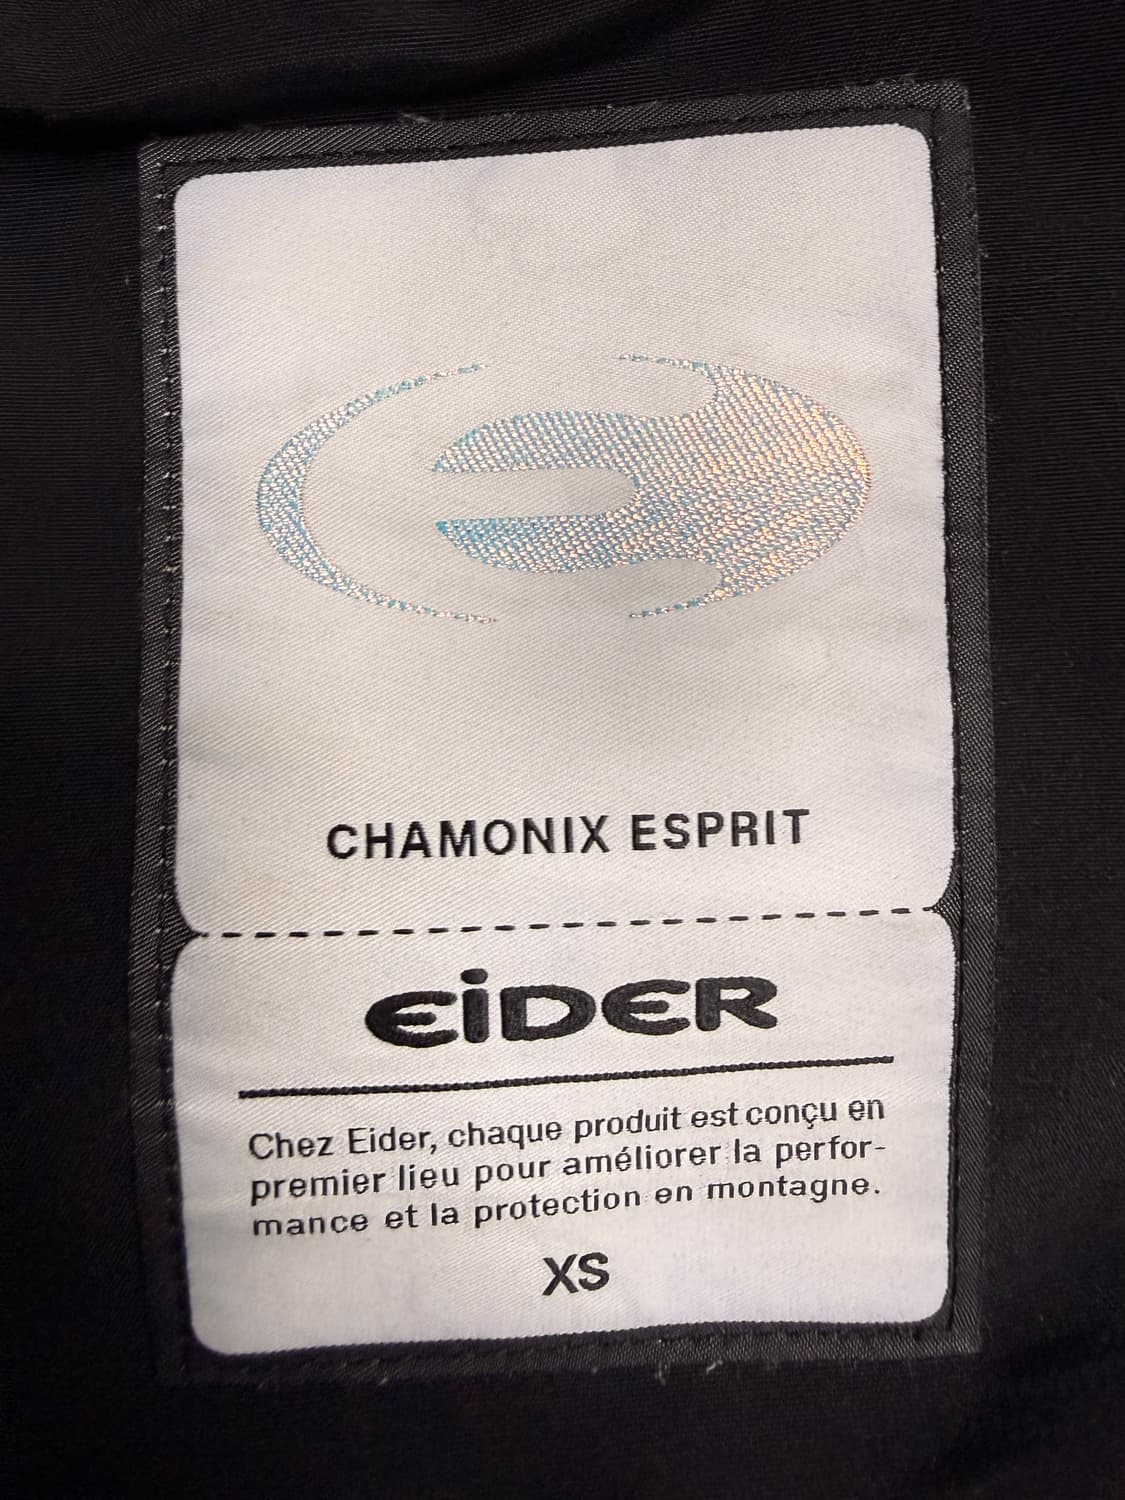 CHAMONIX ESPRIT
EiDER
Chez Eider, chaque produit est conçu en
premier lieu pour améliorer la perfor-
mance et la protection en montagne.
XS